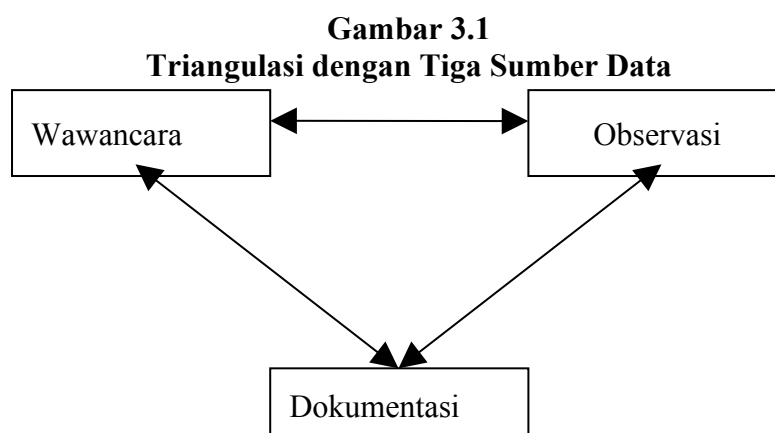 Gambar 3.1
Triangulasi dengan Tiga Sumber Data
Wawancara
Observasi
Dokumentasi